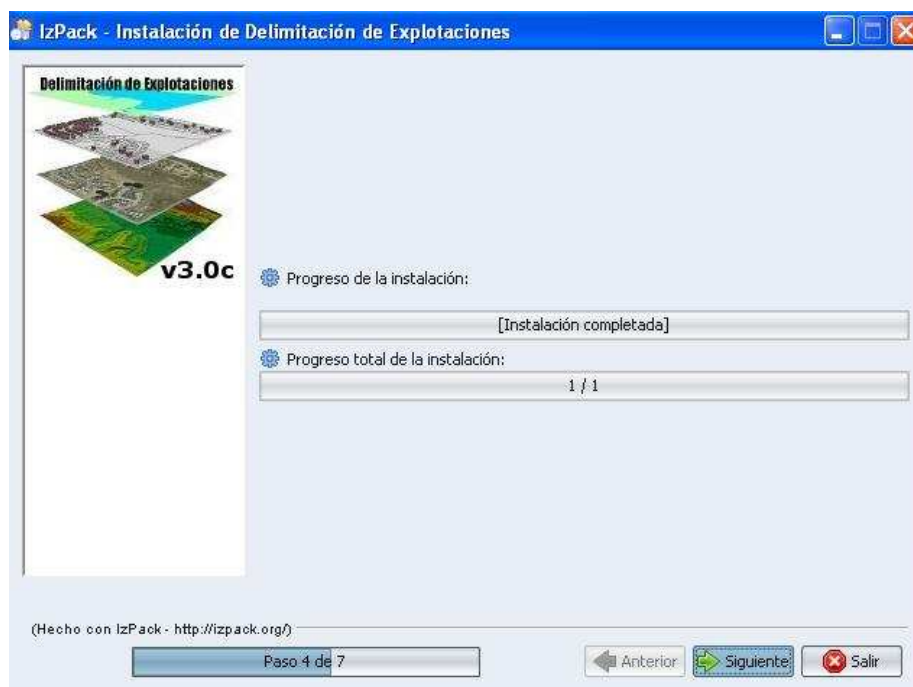 IzPack - Instalación de Delimitación de Explotaciones
Delimitación de Explotaciones
v3.0c
Progreso de la instalación:
[Instalación completada]
Progreso total de la instalación:
1 / 1
(Hecho con IzPack - http://izpack.org/)
Paso 4 de 7
Anterior
Siguiente
Salir